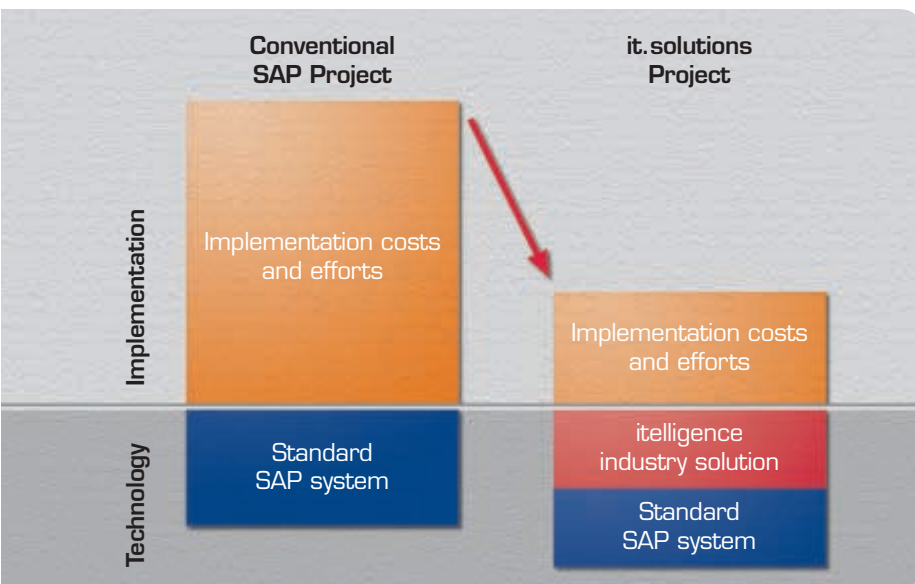 Conventional
SAP Project
it.solutions
Project
Implementation
Implementation costs
and efforts
Implementation costs
and efforts
Technology
Standard
SAP system
itelligence
industry solution
Standard
SAP system